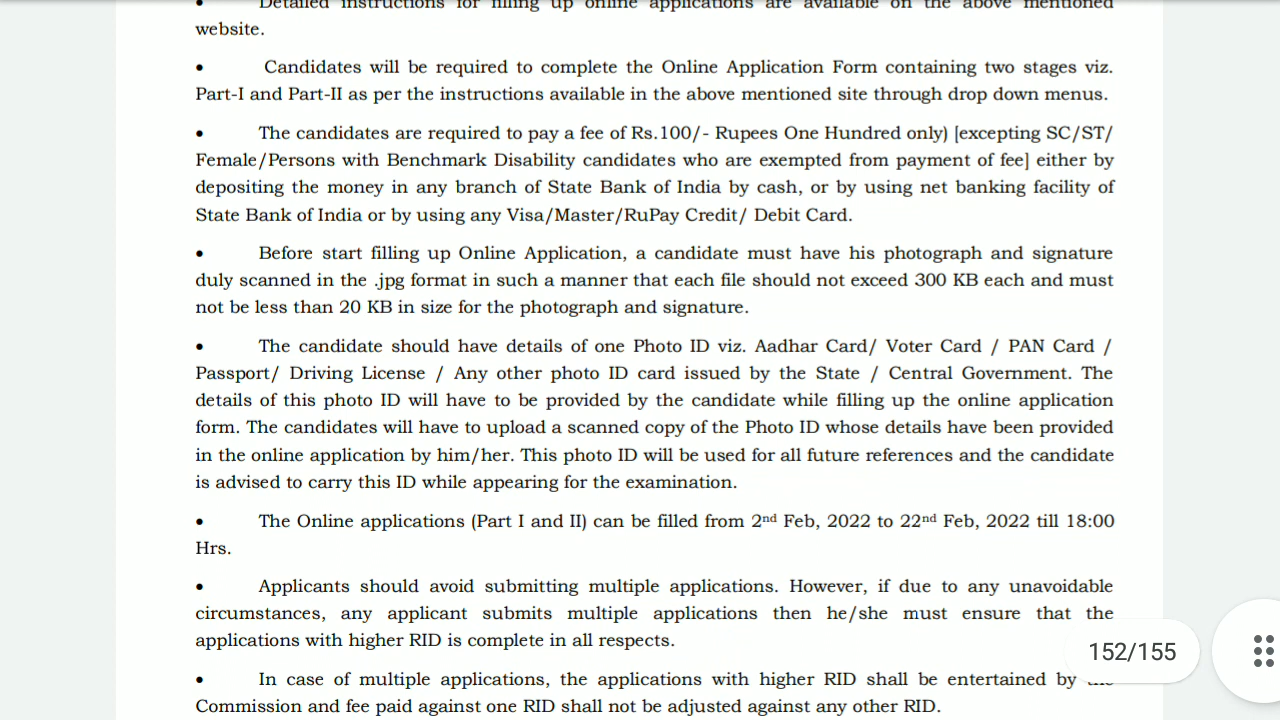 • Detailed instructions for filling up online applications are available on the above mentioned
website.
• Candidates will be required to complete the Online Application Form containing two stages viz.
Part-I and Part-II as per the instructions available in the above mentioned site through drop down menus.
• The candidates are required to pay a fee of Rs.100/- Rupees One Hundred only) [excepting SC/ST/
Female/Persons with Benchmark Disability candidates who are exempted from payment of fee] either by
depositing the money in any branch of State Bank of India by cash, or by using net banking facility of
State Bank of India or by using any Visa/Master/RuPay Credit/ Debit Card.
• Before start filling up Online Application, a candidate must have his photograph and signature
duly scanned in the .jpg format in such a manner that each file should not exceed 300 KB each and must
not be less than 20 KB in size for the photograph and signature.
• The candidate should have details of one Photo ID viz. Aadhar Card/ Voter Card / PAN Card /
Passport/ Driving License / Any other photo ID card issued by the State / Central Government. The
details of this photo ID will have to be provided by the candidate while filling up the online application
form. The candidates will have to upload a scanned copy of the Photo ID whose details have been provided
in the online application by him/her. This photo ID will be used for all future references and the candidate
is advised to carry this ID while appearing for the examination.
• The Online applications (Part I and II) can be filled from 2nd Feb, 2022 to 22nd Feb, 2022 till 18:00
Hrs.
• Applicants should avoid submitting multiple applications. However, if due to any unavoidable
circumstances, any applicant submits multiple applications then he/she must ensure that the
applications with higher RID is complete in all respects.
152/155
• In case of multiple applications, the applications with higher RID shall be entertained by
Commission and fee paid against one RID shall not be adjusted against any other RID.